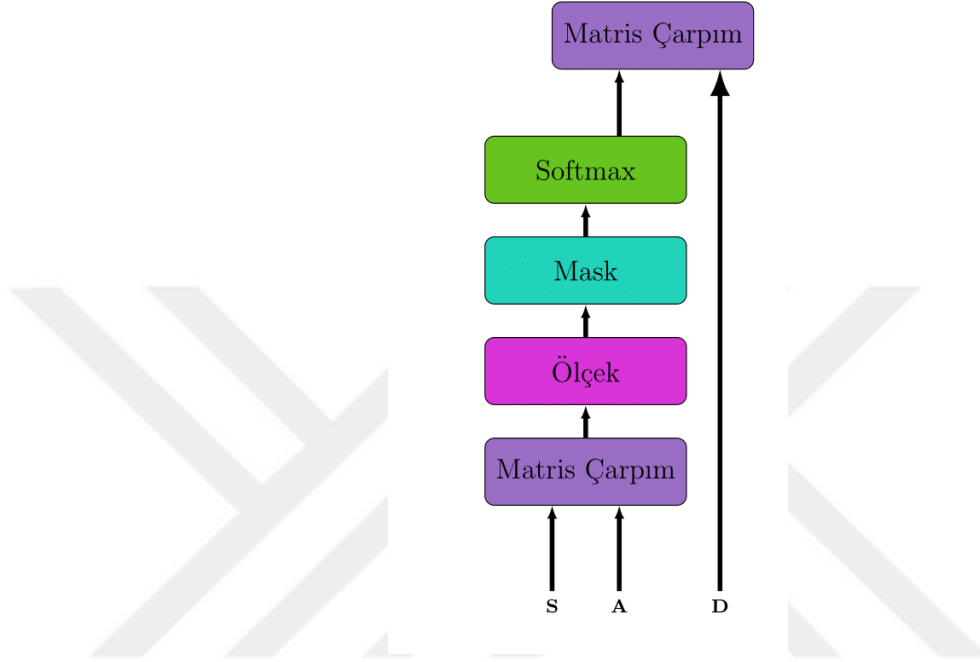 Matris Çarpım
Softmax
Mask
Ölçek
Matris Çarpım
S A D